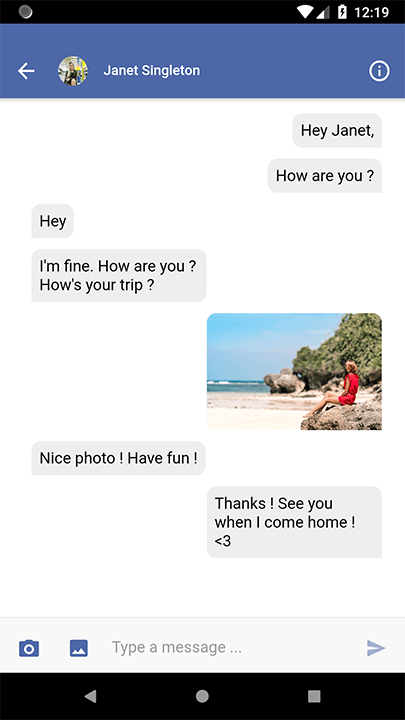 12:19
Janet Singleton
Hey Janet,
How are you ?
Hey
I'm fine. How are you ?
How's your trip ?
Nice photo ! Have fun !
Thanks ! See you
when I come home !
<3
Type a message ...